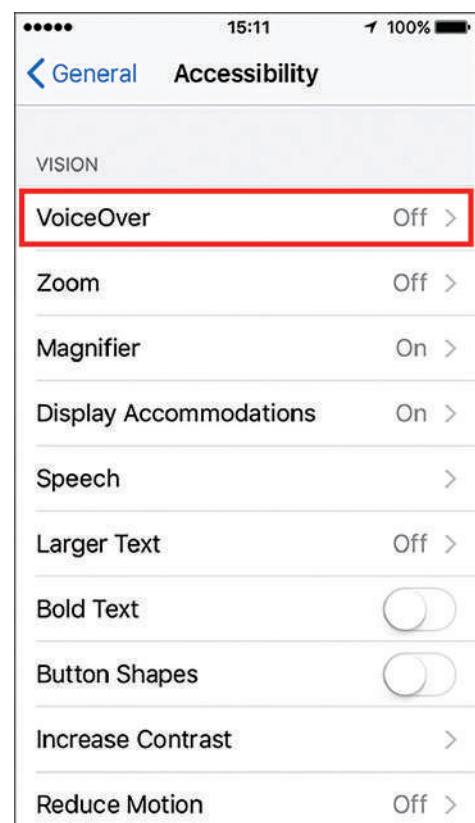 15:11 100%
General Accessibility
VISION
VoiceOver Off
Zoom Off
Magnifier On
Display Accommodations On
Speech
Larger Text Off
Bold Text
Button Shapes
Increase Contrast
Reduce Motion Off